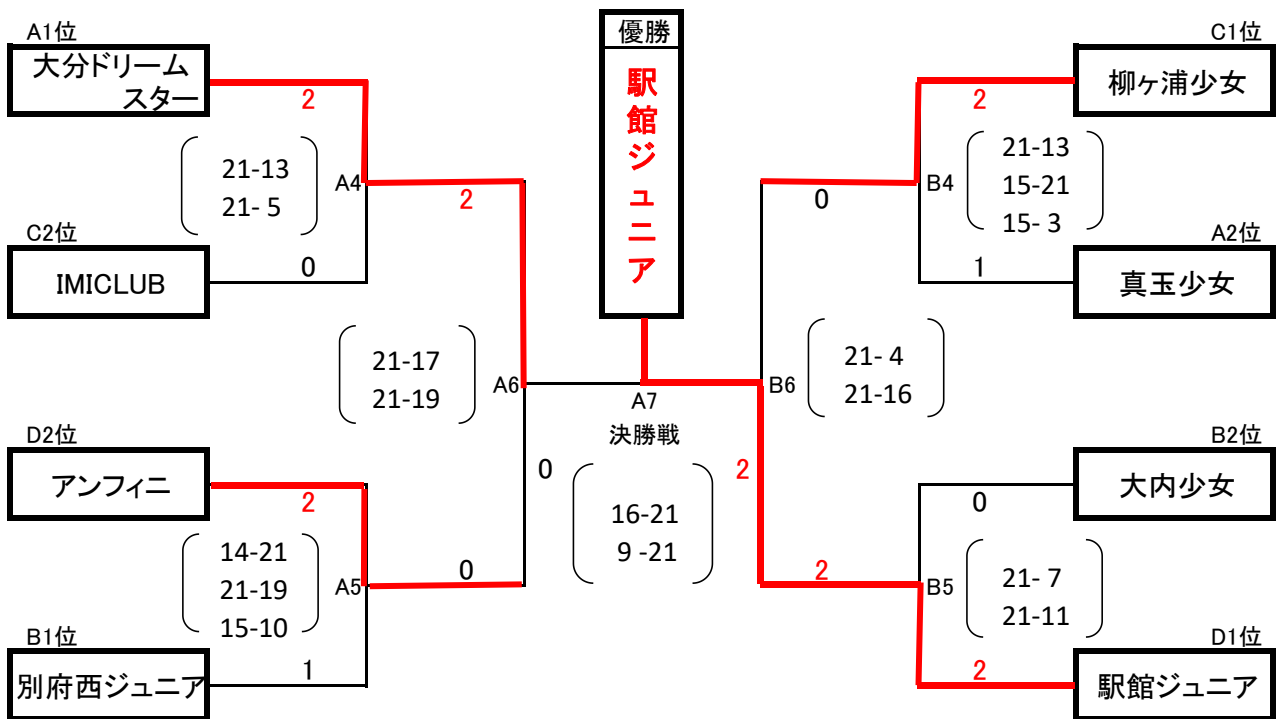 A1位
大分ドリーム
スター
2
21-13
21- 5
A4
2
C2位
IMICLUB
0
21-17
21-19
A6
D2位
アンフィニ
2
14-21
21-19
15-10
A5
0
B1位
別府西ジュニア
1
優勝
駅館ジュニア
A7
決勝戦
0
2
16-21
9 -21
C1位
柳ヶ浦少女
2
21-13
15-21
15- 3
B4
0
A2位
真玉少女
1
B6
21- 4
21-16
B2位
大内少女
0
2
B5
21- 7
21-11
D1位
駅館ジュニア
2